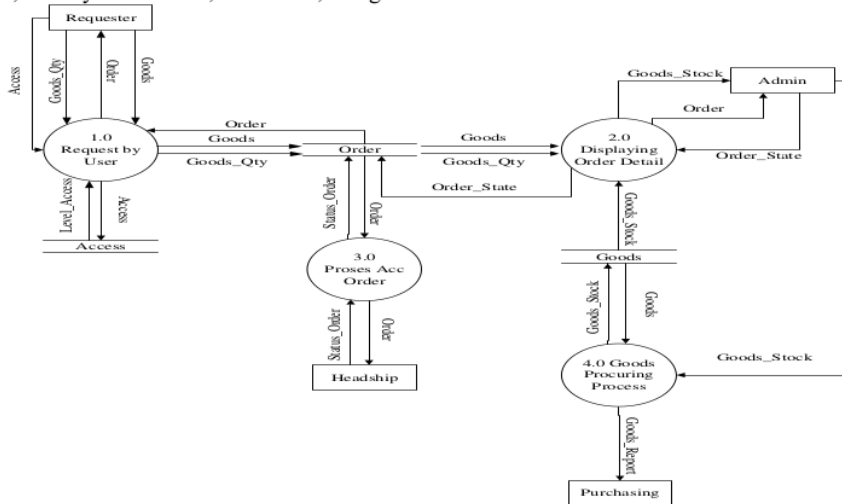 Requester
Access
Goods_Qty
Order
Goods
Goods_Stock
Admin
Order
Order
1.0
Request by
User
Goods
Goods_Qty
Order
Goods
Goods_Qty
2.0
Displaying
Order Detail
Order_State
Order_State
Level_Access
Access
Access
Status_Order
Order
Goods_Stock
3.0
Proses Acc
Order
Goods
Goods_Stock
Goods
Status_Order
Order
Headship
4.0 Goods
Procuring
Process
Goods_Stock
Goods_Report
Purchasing